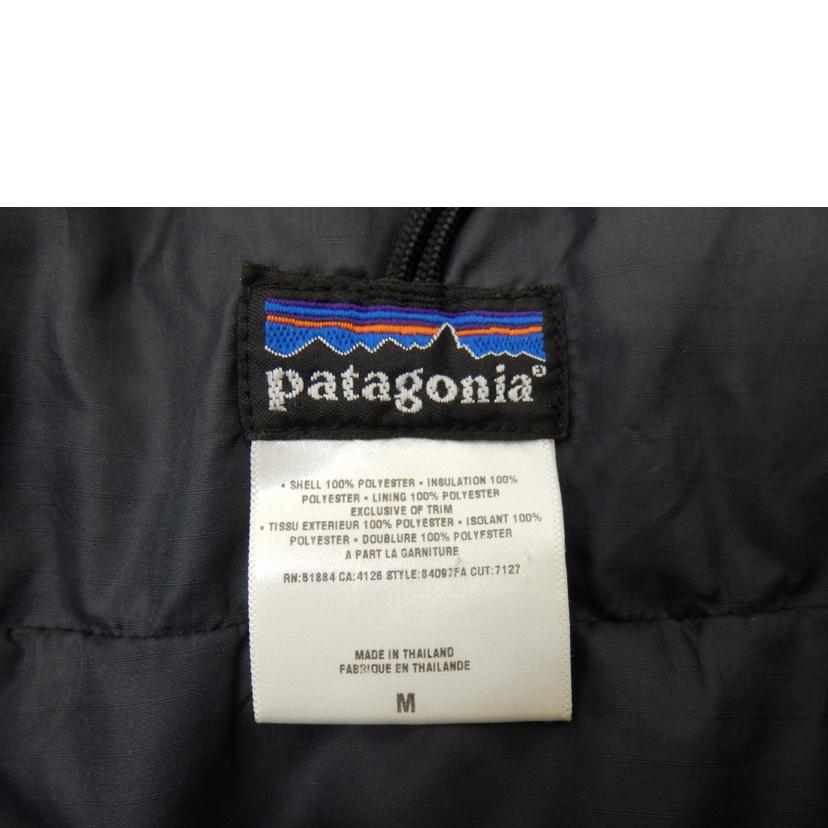 patagonia®
• SHELL 100% POLYESTER • INSULATION 100%
POLYESTER • LINING 100% POLYESTER
EXCLUSIVE OF TRIM
• TISSU EXTERIEUR 100% POLYESTER • ISOLANT 100%
POLYESTER • DOUBLURE 100% POLYESTER
A PART LA GARNITURE
RN:51884 CA:4126 STYLE:84097FA CUT:7127
MADE IN THAILAND
FABRIQUE EN THAILANDE
M